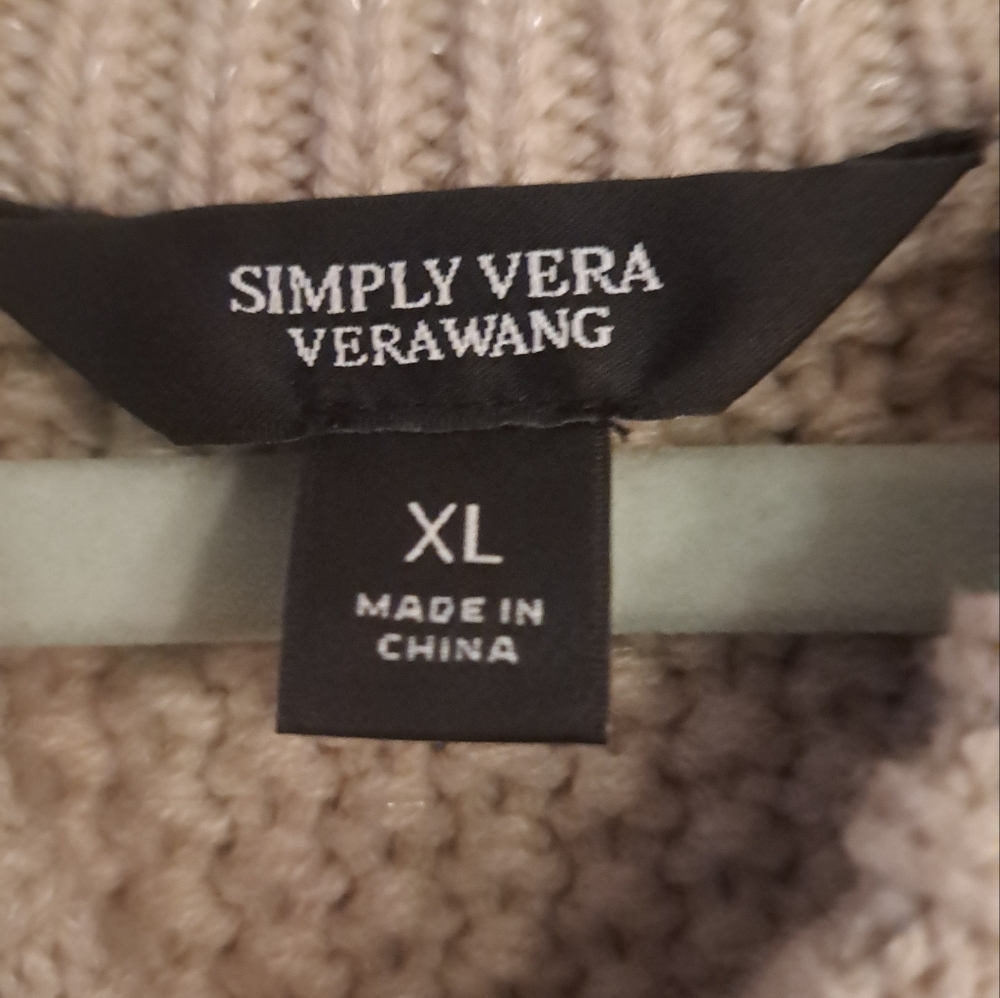 SIMPLY VERA
VERAWANG
XL
MADE IN
CHINA